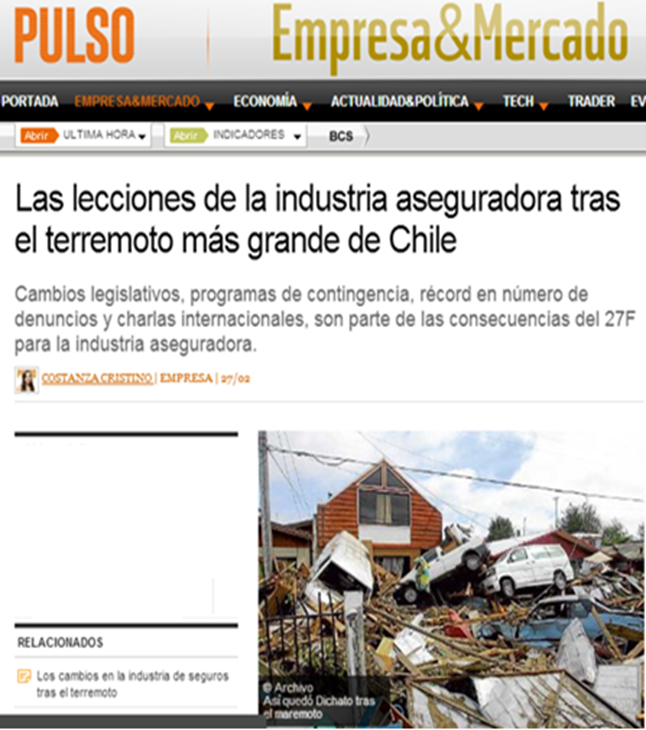 PULSO
Empresa&Mercado
PORTADA EMPRESA&MERCADO ECONOMÍA ACTUALIDAD&POLÍTICA TECH TRADER EV
Abrir ULTIMA HORA Abrir INDICADORES BCS
Las lecciones de la industria aseguradora tras
el terremoto más grande de Chile
Cambios legislativos, programas de contingencia, récord en número de
denuncios y charlas internacionales, son parte de las consecuencias del 27F
para la industria aseguradora.
COSTANZA CRISTINO | EMPRESA | 27/02
RELACIONADOS
Los cambios en la industria de seguros
tras el terremoto
© Archivo
Así quedó Dichato tras
el maremoto